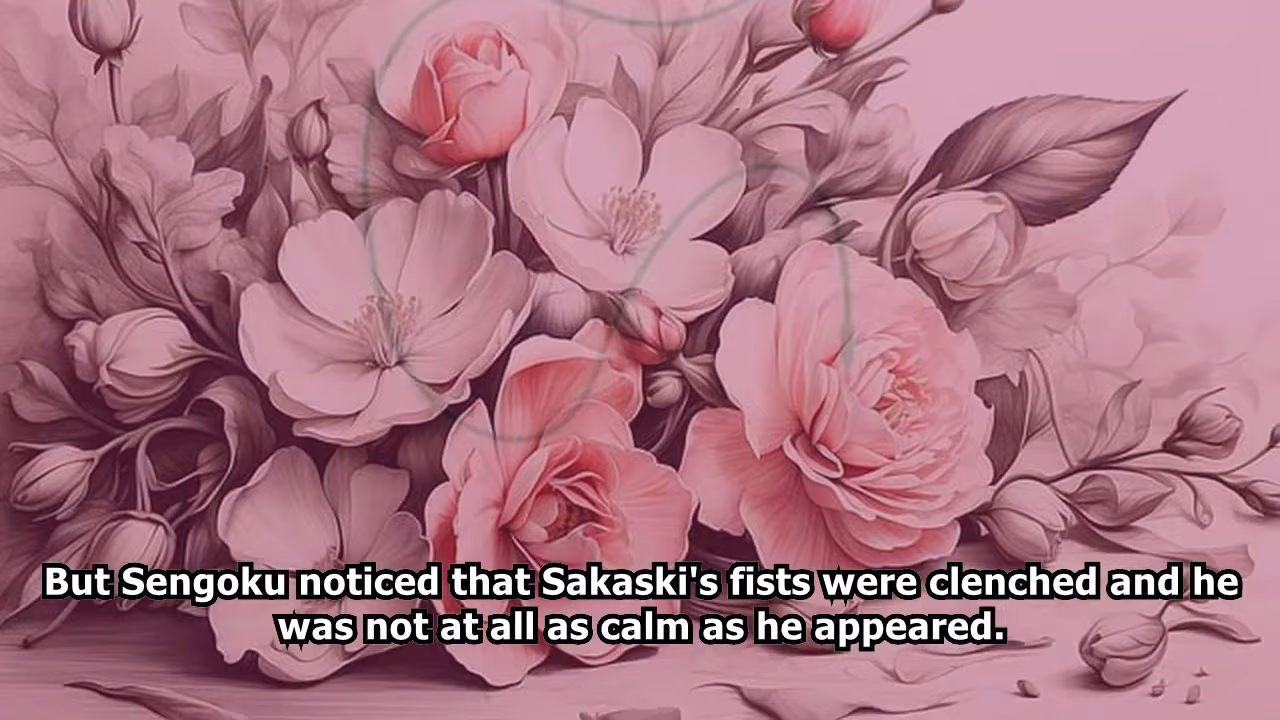 But Sengoku noticed that Sakaski's fists were clenched and he
was not at all as calm as he appeared.